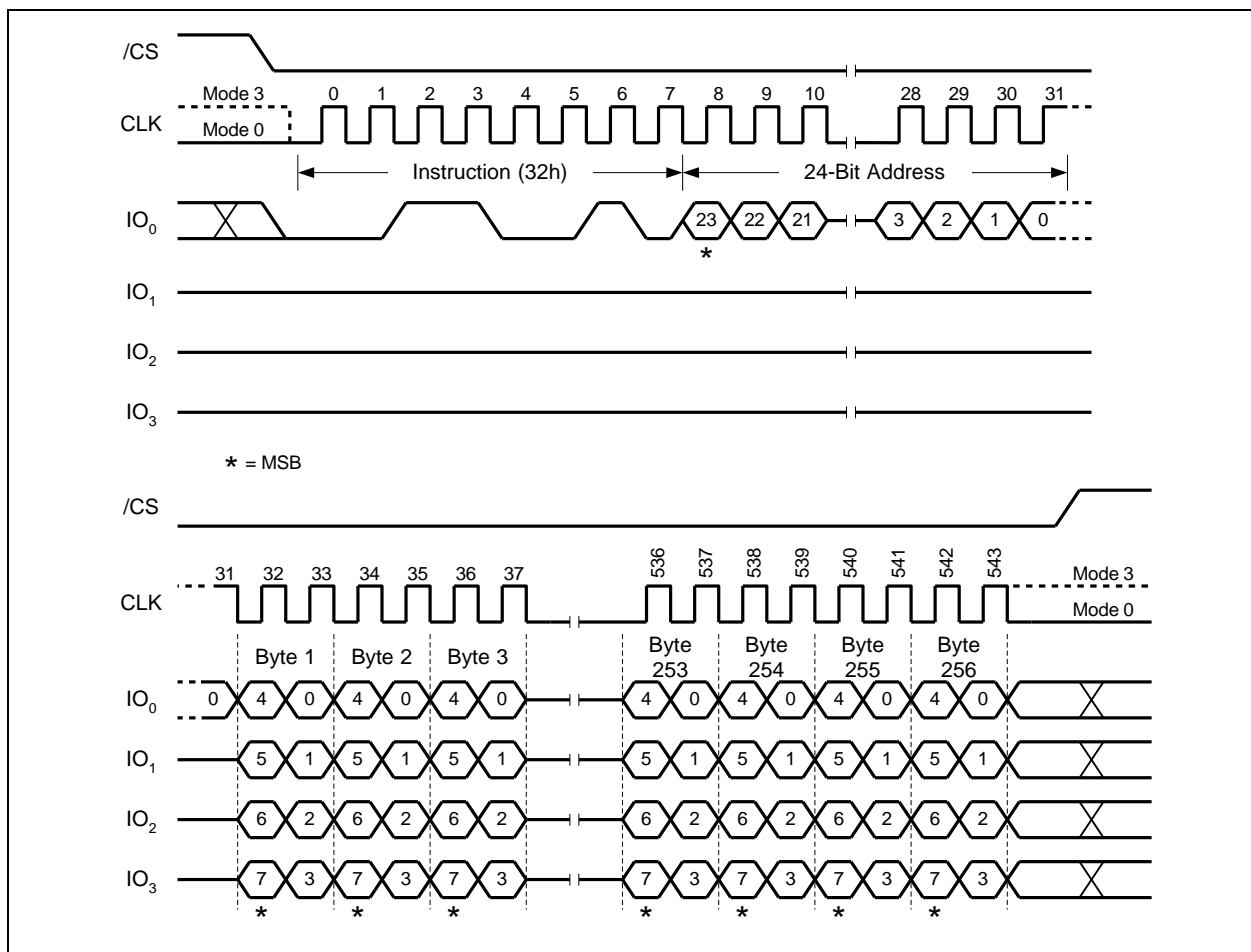 /CS
Mode 3 0 1 2 3 4 5 6 7 8 9 10 28 29 30 31
CLK
Mode 0
Instruction (32h) 24-Bit Address
IO0 23 22 21 3 2 1 0
*
IO1
IO2
IO3
* = MSB
/CS
31 32 33 34 35 36 37 536 537 538 539 540 541 542 543 Mode 3
CLK
Mode 0
Byte 1 Byte 2 Byte 3 Byte 253 Byte 254 Byte 255 Byte 256
IO0 0 4 0 4 0 4 0 4 0 4 0 4 0 4 0
IO1 5 1 5 1 5 1 5 1 5 1 5 1 5 1
IO2 6 2 6 2 6 2 6 2 6 2 6 2 6 2
IO3 7 3 7 3 7 3 7 3 7 3 7 3 7 3
* * * * * * *